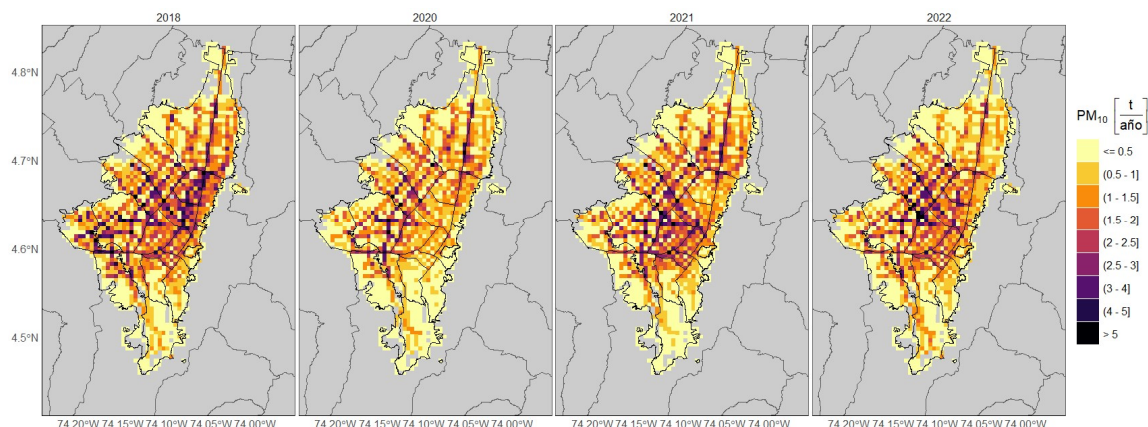 2018
2020
2021
2022
4.8°N
4.7°N
4.6°N
4.5°N
74.20°W 74.15°W 74.10°W 74.05°W 74.00°W
74.20°W 74.15°W 74.10°W 74.05°W 74.00°W
74.20°W 74.15°W 74.10°W 74.05°W 74.00°W
74.20°W 74.15°W 74.10°W 74.05°W 74.00°W
PM₁₀ [t/año]
<= 0.5
(0.5 - 1]
(1 - 1.5]
(1.5 - 2]
(2 - 2.5]
(2.5 - 3]
(3 - 4]
(4 - 5]
> 5